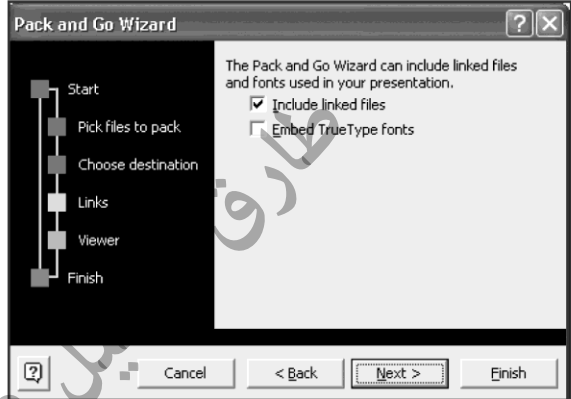 Pack and Go Wizard
The Pack and Go Wizard can include linked files
and fonts used in your presentation.
Include linked files
Embed TrueType fonts
Start
Pick files to pack
Choose destination
Links
Viewer
Finish
طارق
Cancel
< Back
Next >
Finish